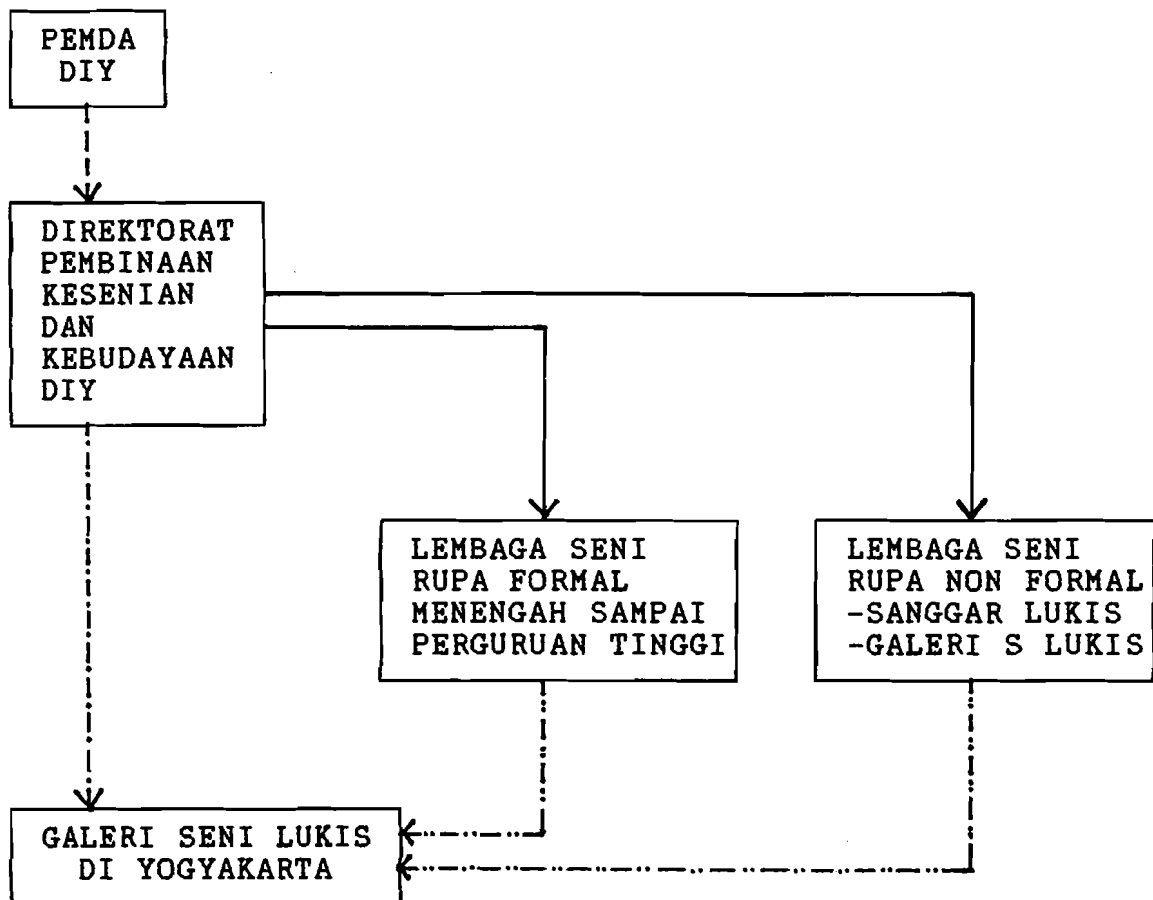 PEMDA
DIY
DIREKTORAT
PEMBINAAN
KESENIAN
DAN
KEBUDAYAAN
DIY
LEMBAGA SENI
RUPA FORMAL
MENENGAH SAMPAI
PERGURUAN TINGGI
LEMBAGA SENI
RUPA NON FORMAL
-SANGGAR LUKIS
-GALERI S LUKIS
GALERI SENI LUKIS
DI YOGYAKARTA